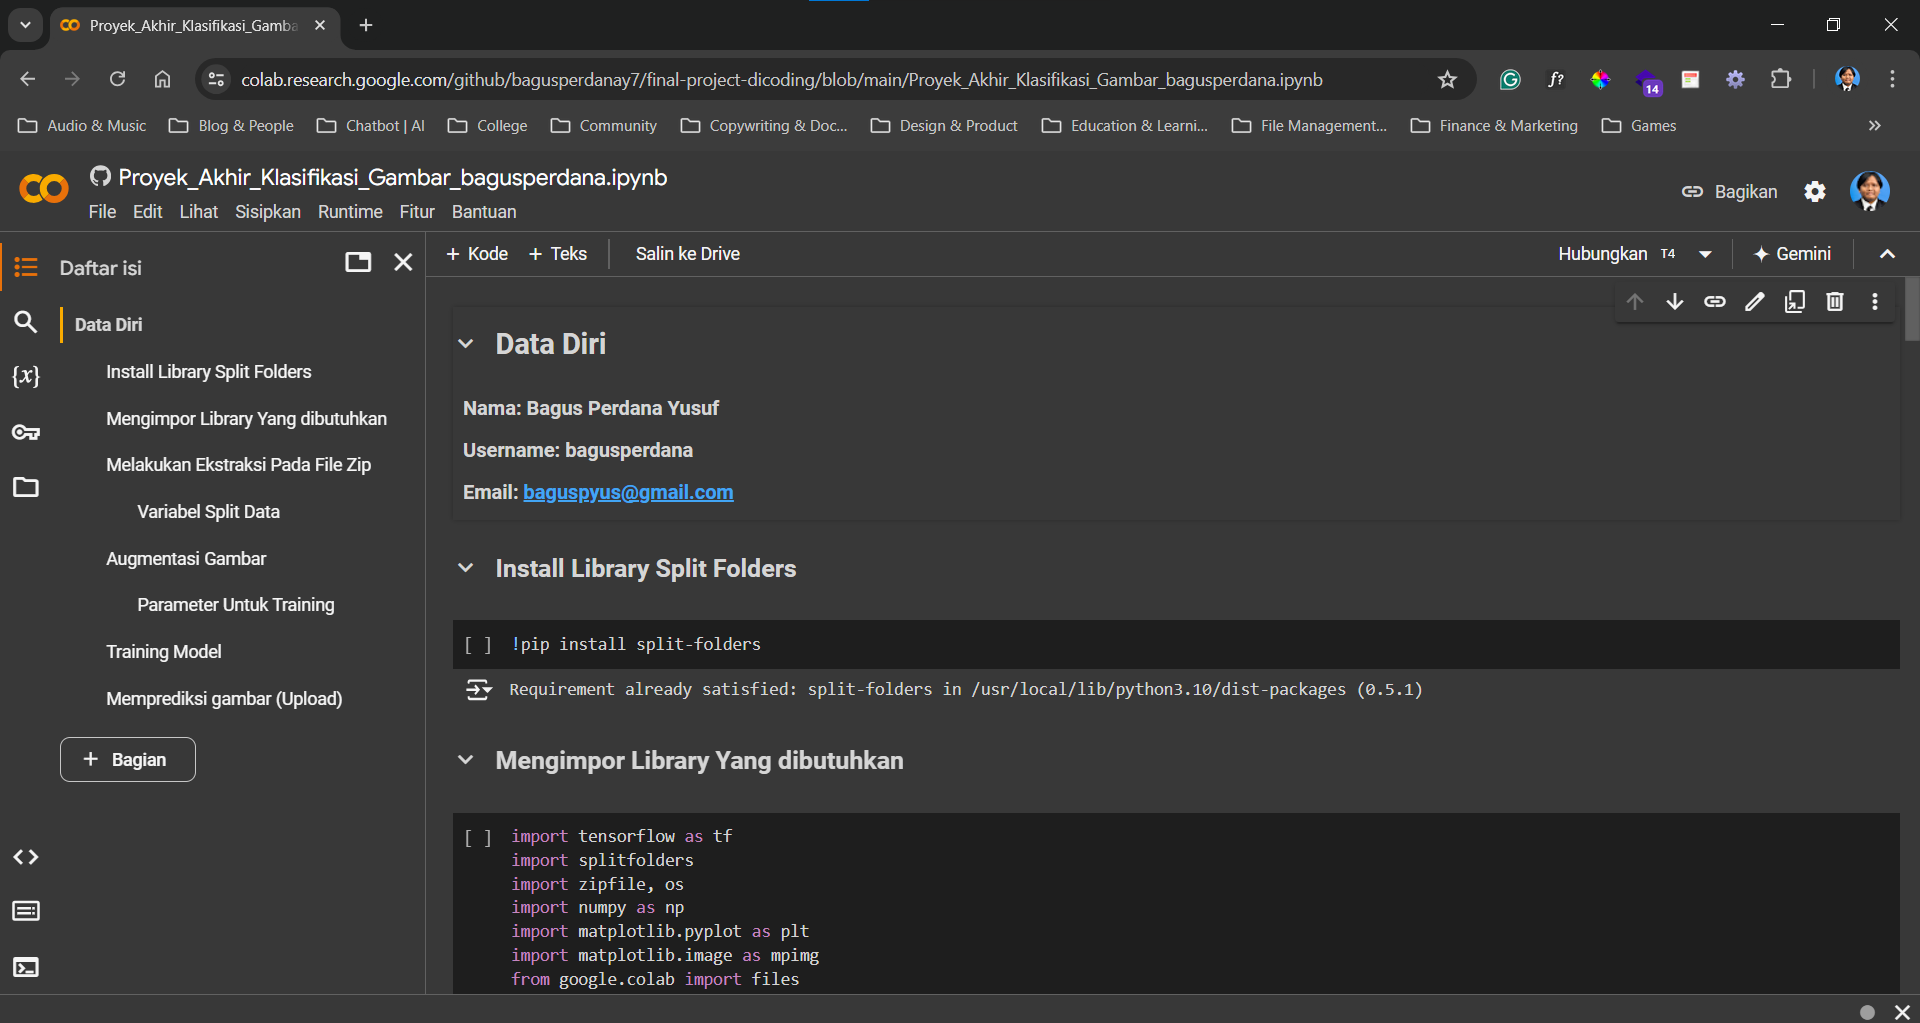 Proyek_Akhir_Klasifikasi_Gamba
colab.research.google.com/github/bagusperdanay7/final-project-dicoding/blob/main/Proyek_Akhir_Klasifikasi_Gambar_bagusperdana.ipynb
f?
14
Audio & Music
Blog & People
Chatbot | AI
College
Community
Copywriting & Doc...
Design & Product
Education & Learni...
File Management...
Finance & Marketing
Games
Proyek_Akhir_Klasifikasi_Gambar_bagusperdana.ipynb
File Edit Lihat Sisipkan Runtime Fitur Bantuan
Bagikan
Daftar isi
+ Kode + Teks
Salin ke Drive
Hubungkan T4
Gemini
Data Diri
Install Library Split Folders
Mengimpor Library Yang dibutuhkan
Melakukan Ekstraksi Pada File Zip
Variabel Split Data
Augmentasi Gambar
Parameter Untuk Training
Training Model
Memprediksi gambar (Upload)
+ Bagian
{x}
Data Diri
Nama: Bagus Perdana Yusuf
Username: bagusperdana
Email: baguspyus@gmail.com
Install Library Split Folders
[ ] !pip install split-folders
Requirement already satisfied: split-folders in /usr/local/lib/python3.10/dist-packages (0.5.1)
Mengimpor Library Yang dibutuhkan
[ ] import tensorflow as tf
import splitfolders
import zipfile, os
import numpy as np
import matplotlib.pyplot as plt
import matplotlib.image as mpimg
from google.colab import files